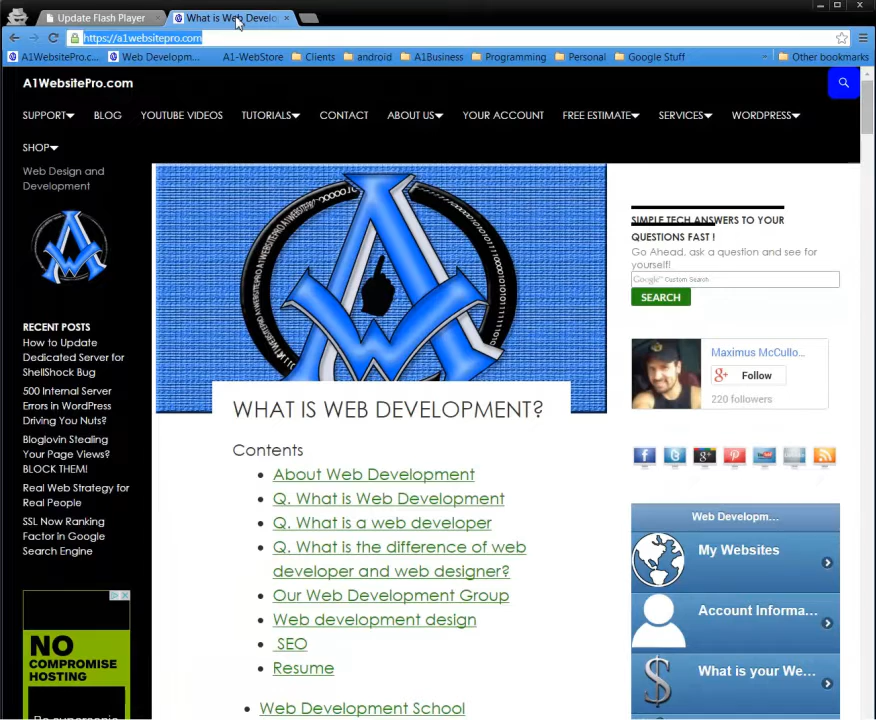 Update Flash Player
What is Web Develo
https://a1websitepro.com
A1WebsitePro.c...
Web Developm...
A1-WebStore
Clients
android
A1Business
Programming
Personal
Google Stuff
»
Other bookmarks
A1WebsitePro.com
SUPPORT
BLOG
YOUTUBE VIDEOS
TUTORIALS
CONTACT
ABOUT US
YOUR ACCOUNT
FREE ESTIMATE
SERVICES
WORDPRESS
SHOP
Web Design and
Development
RECENT POSTS
How to Update
Dedicated Server for
ShellShock Bug
500 Internal Server
Errors in WordPress
Driving You Nuts?
Bloglovin Stealing
Your Page Views?
BLOCK THEM!
Real Web Strategy for
Real People
SSL Now Ranking
Factor in Google
Search Engine
NO
COMPROMISE
HOSTING
WHAT IS WEB DEVELOPMENT?
Contents
About Web Development
Q. What is Web Development
Q. What is a web developer
Q. What is the difference of web
developer and web designer?
Our Web Development Group
Web development design
SEO
Resume
Web Development School
SIMPLE TECH ANSWERS TO YOUR
QUESTIONS FAST !
Go Ahead, ask a question and see for
yourself!
Google™ Custom Search
SEARCH
Maximus McCullo...
g+ Follow
220 followers
Web Developm...
My Websites
Account Informa...
What is your We...